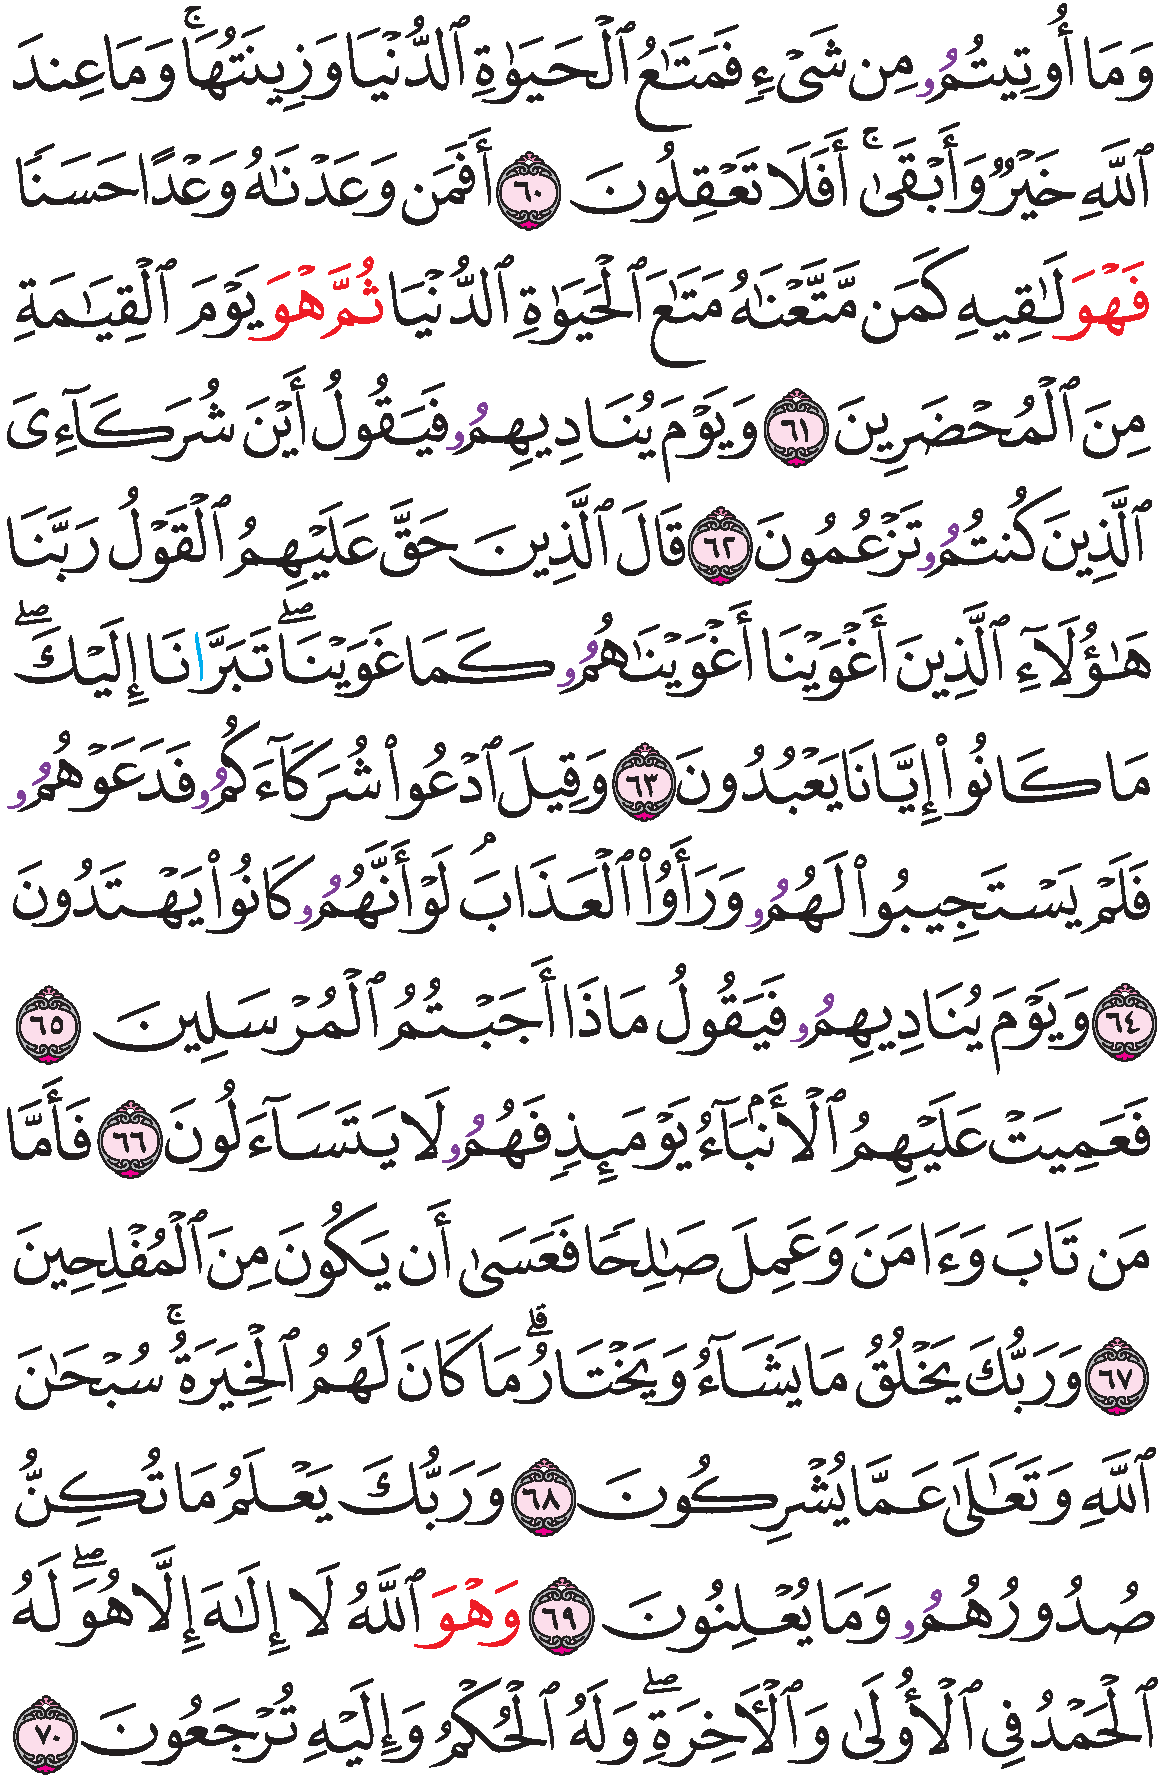 وَمَا أُوتِيتُمُۥ مِن شَيْءٍ فَمَتَٰعُ ٱلْحَيَوٰةِ ٱلدُّنْيَا وَزِينَتُهَاۚ وَمَا عِندَ
ٱللَّهِ خَيْرٌ وَأَبْقَىٰۚ أَفَلَا تَعْقِلُونَ ٦٠ أَفَمَن وَعَدْنَٰهُ وَعْدًا حَسَنًا
فَهْوَ لَٰقِيهِ كَمَن مَّتَّعْنَٰهُ مَتَٰعَ ٱلْحَيَوٰةِ ٱلدُّنْيَا ثُمَّ هْوَ يَوْمَ ٱلْقِيَٰمَةِ
مِنَ ٱلْمُحْضَرِينَ ٦١ وَيَوْمَ يُنَادِيهِمُۥ فَيَقُولُ أَيْنَ شُرَكَآءِىَ
ٱلَّذِينَ كُنتُمُۥ تَزْعُمُونَ ٦٢ قَالَ ٱلَّذِينَ حَقَّ عَلَيْهِمُ ٱلْقَوْلُ رَبَّنَا
هَٰٓؤُلَآءِ ٱلَّذِينَ أَغْوَيْنَا أَغْوَيْنَٰهُمُۥ كَمَا غَوَيْنَاۖ تَبَرَّانَا إِلَيْكَۖ
مَا كَانُوا۟ إِيَّانَا يَعْبُدُونَ ٦٣ وَقِيلَ ٱدْعُوا۟ شُرَكَآءَكُمُۥ فَدَعَوْهُمُۥ
فَلَمْ يَسْتَجِيبُوا۟ لَهُمُۥ وَرَأَوُا۟ ٱلْعَذَابَۘ لَوْ أَنَّهُمُۥ كَانُوا۟ يَهْتَدُونَ
٦٤ وَيَوْمَ يُنَادِيهِمُۥ فَيَقُولُ مَاذَا أَجَبْتُمُ ٱلْمُرْسَلِينَ ٦٥
فَعَمِيَتْ عَلَيْهِمُ ٱلْأَنۢبَآءُ يَوْمَئِذٍ فَهُمُۥ لَا يَتَسَآءَلُونَ ٦٦ فَأَمَّا
مَن تَابَ وَءَامَنَ وَعَمِلَ صَٰلِحًا فَعَسَىٰ أَن يَكُونَ مِنَ ٱلْمُفْلِحِينَ
٦٧ وَرَبُّكَ يَخْلُقُ مَا يَشَآءُ وَيَخْتَارُۗ مَا كَانَ لَهُمُ ٱلْخِيَرَةُۚ سُبْحَٰنَ
ٱللَّهِ وَتَعَٰلَىٰ عَمَّا يُشْرِكُونَ ٦٨ وَرَبُّكَ يَعْلَمُ مَا تُكِنُّ
صُدُورُهُمُۥ وَمَا يُعْلِنُونَ ٦٩ وَهْوَ ٱللَّهُ لَا إِلَٰهَ إِلَّا هُوَۖ لَهُ
ٱلْحَمْدُ فِي ٱلْأُولَىٰ وَٱلْأَخِرَةِۖ وَلَهُ ٱلْحُكْمُ وَإِلَيْهِ تُرْجَعُونَ ٧٠